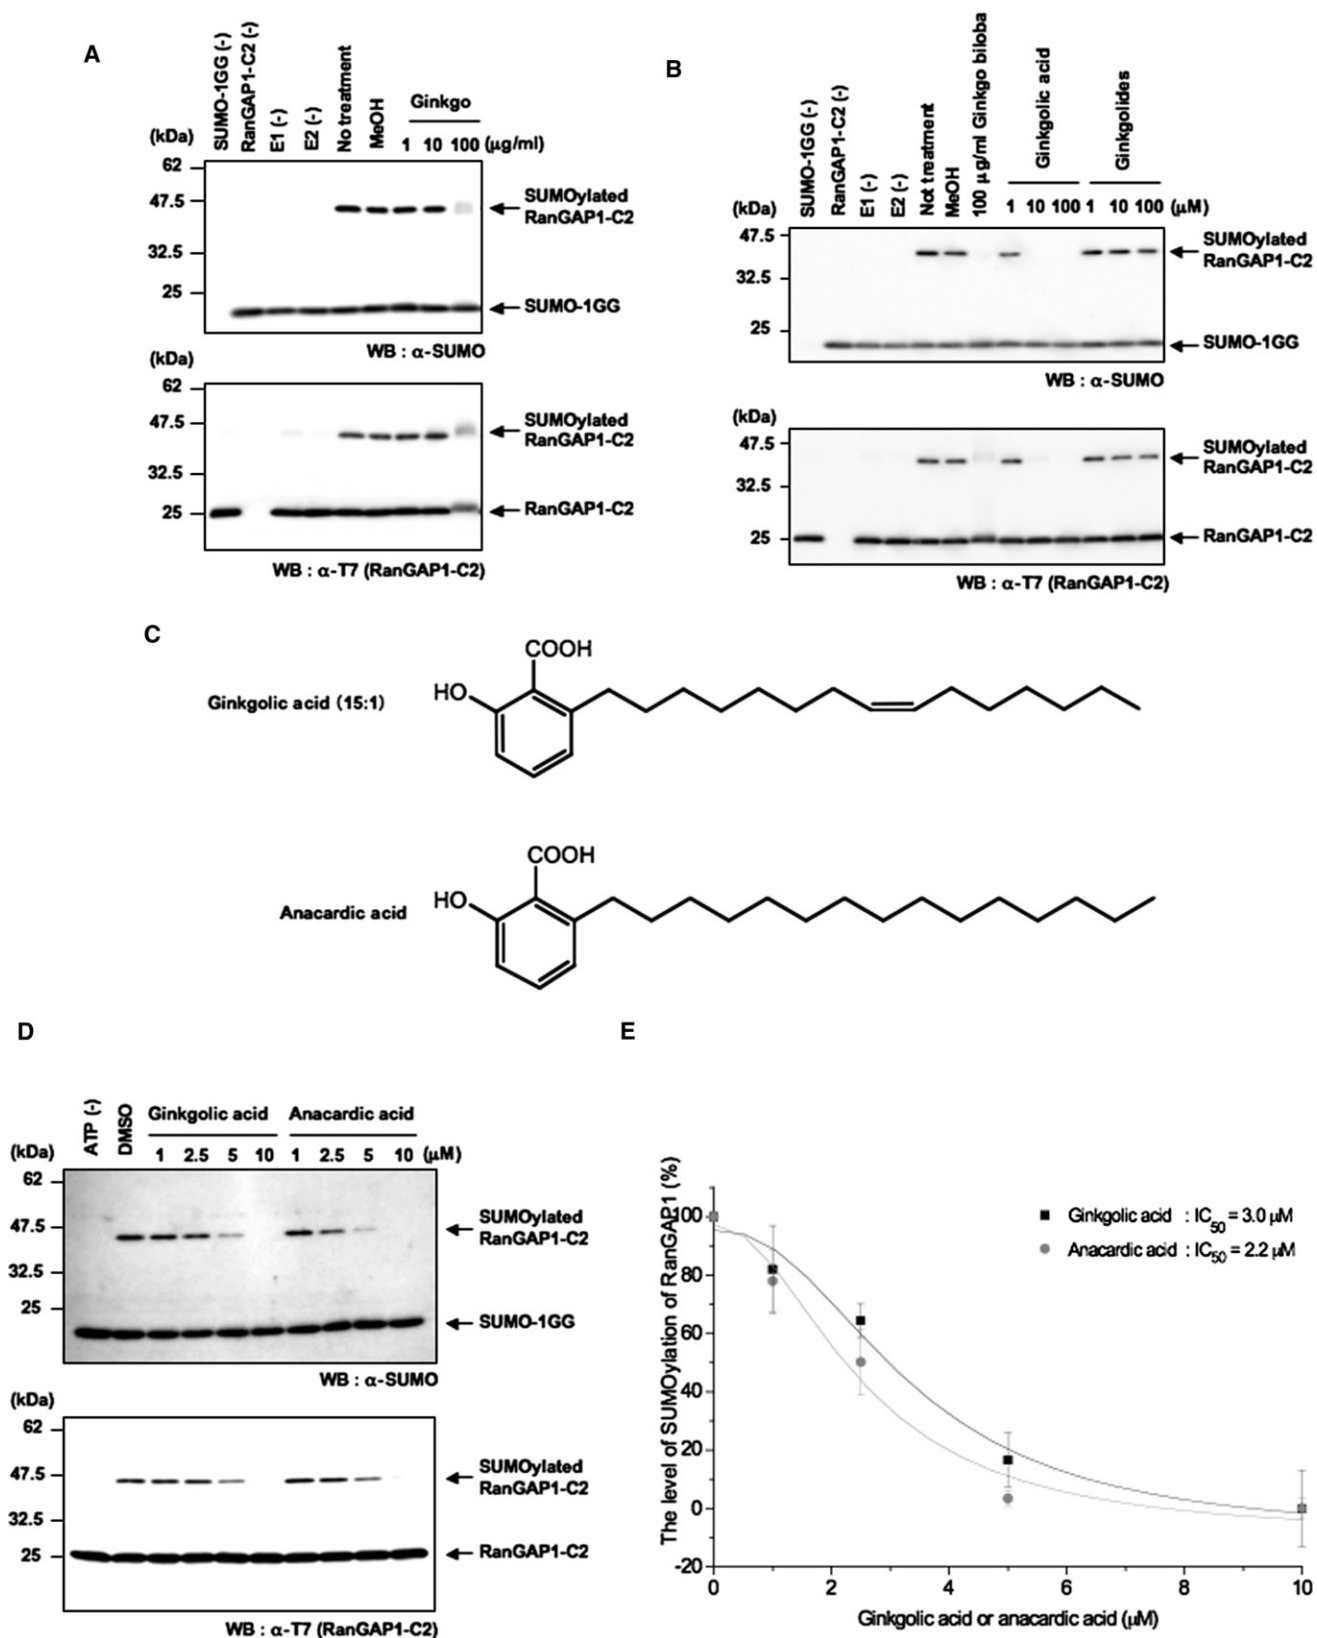 A
SUMO-1GG (-)
RanGAP1-C2 (-)
E1 (-)
E2 (-)
No treatment
MeOH
Ginkgo
(kDa)
1 10 100 (μg/ml)
62
47.5
32.5
25
SUMOylated
RanGAP1-C2
SUMO-1GG
WB : α-SUMO
(kDa)
62
47.5
32.5
25
SUMOylated
RanGAP1-C2
RanGAP1-C2
WB : α-T7 (RanGAP1-C2)
B
SUMO-1GG (-)
RanGAP1-C2 (-)
E1 (-)
E2 (-)
Not treatment
MeOH
100 μg/ml Ginkgo biloba
Ginkgolic acid
Ginkgolides
(kDa)
1 10 100 1 10 100 (μM)
47.5
32.5
25
SUMOylated
RanGAP1-C2
SUMO-1GG
WB : α-SUMO
(kDa)
47.5
32.5
25
SUMOylated
RanGAP1-C2
RanGAP1-C2
WB : α-T7 (RanGAP1-C2)
C
COOH
HO
Ginkgolic acid (15:1)
COOH
HO
Anacardic acid
D
ATP (-)
DMSO
Ginkgolic acid Anacardic acid
(kDa)
1 2.5 5 10 1 2.5 5 10 (μM)
62
47.5
32.5
25
SUMOylated
RanGAP1-C2
SUMO-1GG
WB : α-SUMO
(kDa)
62
47.5
32.5
25
SUMOylated
RanGAP1-C2
RanGAP1-C2
WB : α-T7 (RanGAP1-C2)
E
The level of SUMOylation of RanGAP1 (%)
100
80
60
40
20
0
-20
0 2 4 6 8 10
Ginkgolic acid or anacardic acid (μM)
Ginkgolic acid : IC50 = 3.0 μM
Anacardic acid : IC50 = 2.2 μM